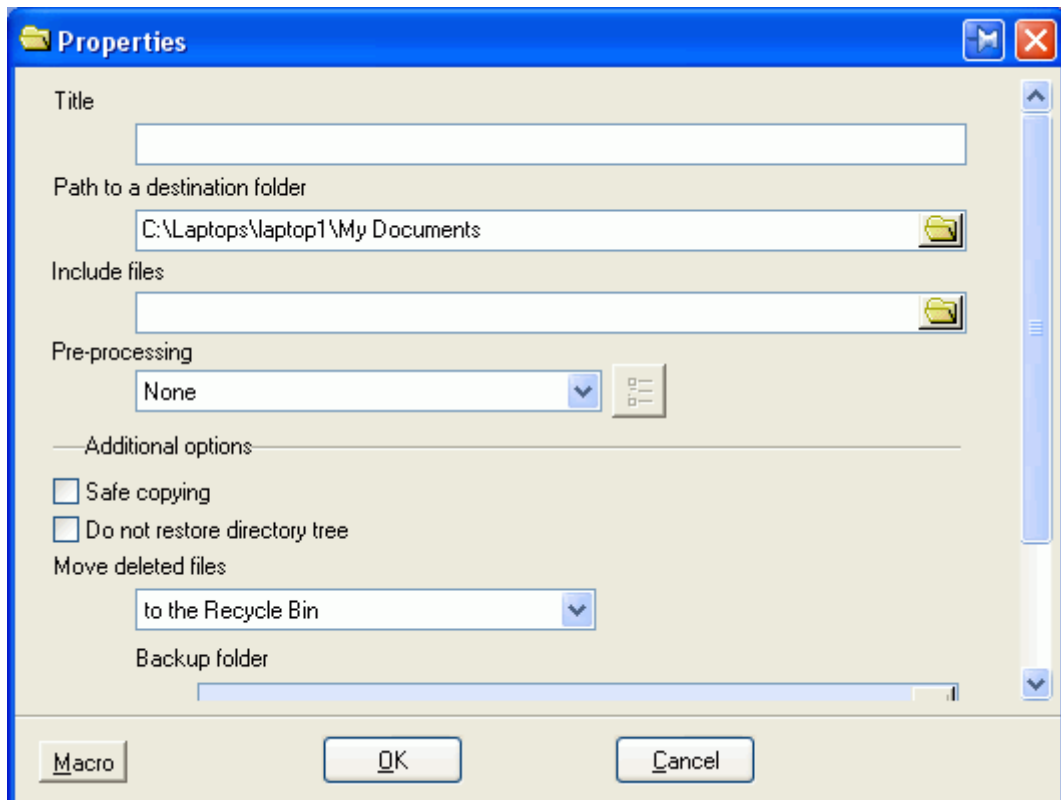 Properties
Title
Path to a destination folder
C:\Laptops\laptop1\My Documents
Include files
Pre-processing
None
Additional options
Safe copying
Do not restore directory tree
Move deleted files
to the Recycle Bin
Backup folder
Macro OK Cancel